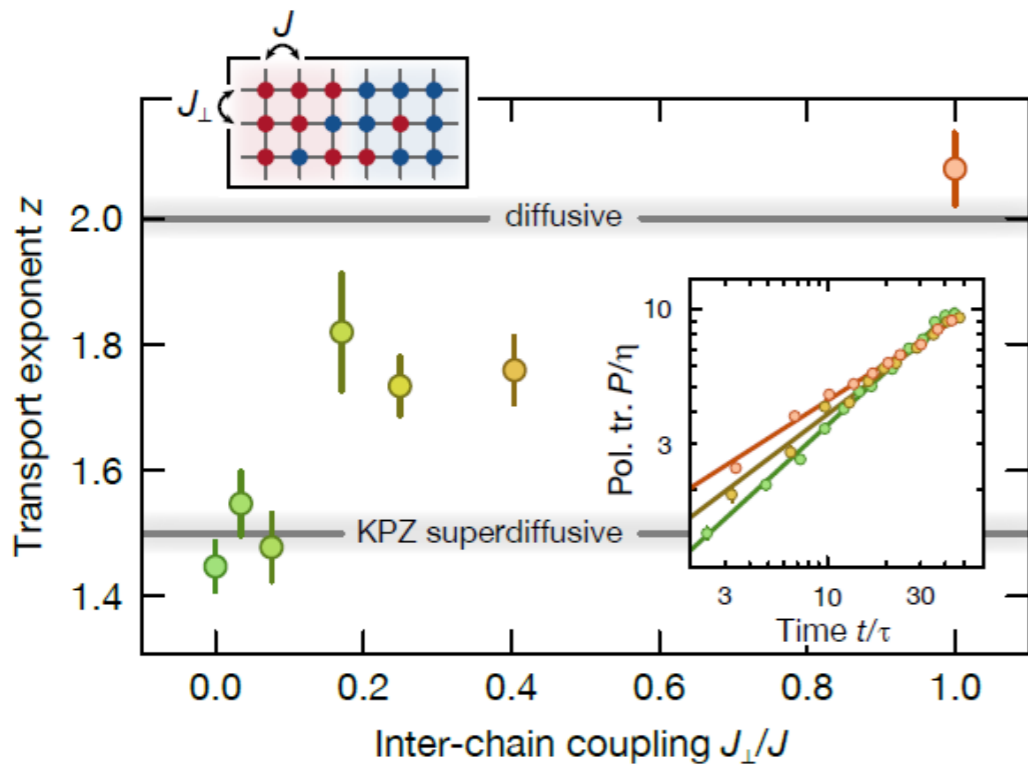 J
J⊥
Transport exponent z
2.0
1.8
1.6
1.4
diffusive
KPZ superdiffusive
Pol. tr. P/η
10
3
3 10 30
Time t/τ
0.0 0.2 0.4 0.6 0.8 1.0
Inter-chain coupling J⊥/J